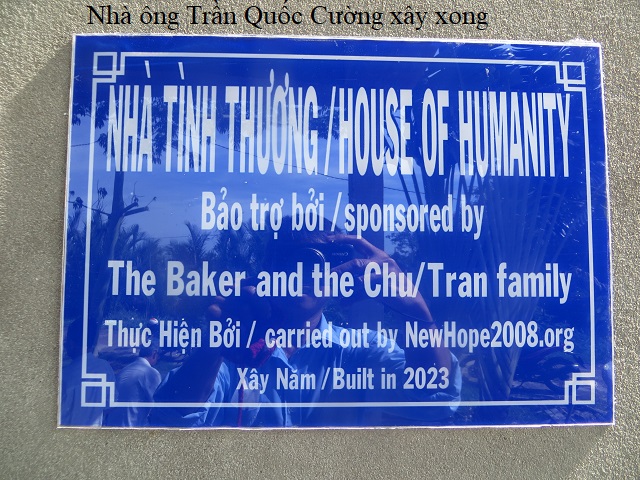 Nhà ông Trần Quốc Cường xây xong
NHÀ TÌNH THƯƠNG / HOUSE OF HUMANITY
Bảo trợ bởi / sponsored by
The Baker and the Chu/Tran family
Thực Hiện Bởi / carried out by NewHope2008.org
Xây Năm / Built in 2023